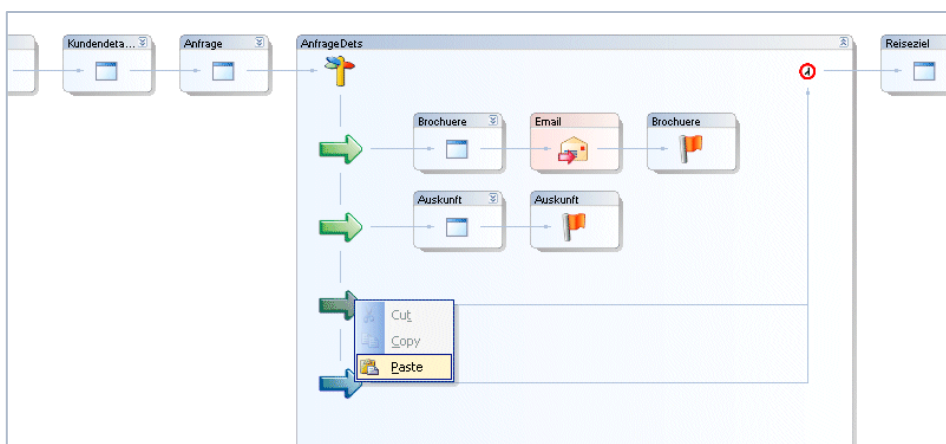 Kundendeta...
Anfrage
AnfrageDets
Reiseziel
Brochuere
Email
Brochuere
Auskunft
Auskunft
Cut
Copy
Paste